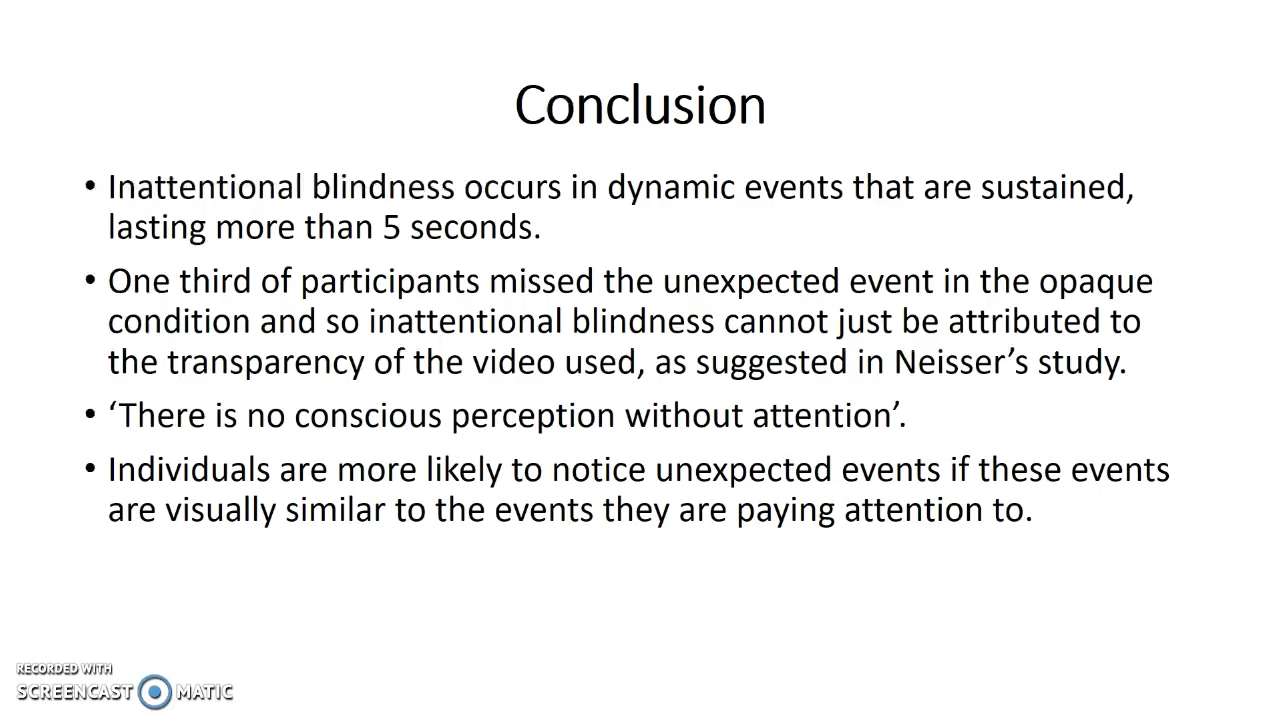 Conclusion
• Inattentional blindness occurs in dynamic events that are sustained,
lasting more than 5 seconds.
• One third of participants missed the unexpected event in the opaque
condition and so inattentional blindness cannot just be attributed to
the transparency of the video used, as suggested in Neisser’s study.
• ‘There is no conscious perception without attention’.
• Individuals are more likely to notice unexpected events if these events
are visually similar to the events they are paying attention to.
RECORDED WITH
SCREENCAST MATIC